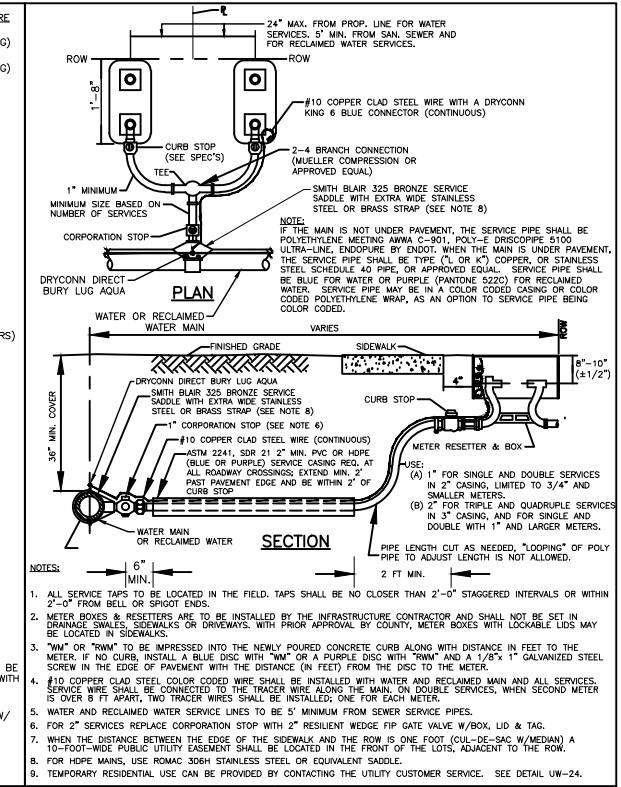 RE
G)
G)
RS)
BE
WITH
W/
℄
24" MAX. FROM PROP. LINE FOR WATER
SERVICES. 5' MIN. FROM SAN. SEWER AND
FOR RECLAIMED WATER SERVICES.
ROW
ROW
1'-8"
#10 COPPER CLAD STEEL WIRE WITH A DRYCONN
KING 6 BLUE CONNECTOR (CONTINUOUS)
CURB STOP
(SEE SPEC'S)
TEE
2-4 BRANCH CONNECTION
(MUELLER COMPRESSION OR
APPROVED EQUAL)
1" MINIMUM
MINIMUM SIZE BASED ON
NUMBER OF SERVICES
SMITH BLAIR 325 BRONZE SERVICE
SADDLE WITH EXTRA WIDE STAINLESS
STEEL OR BRASS STRAP (SEE NOTE 8)
CORPORATION STOP
NOTE:
IF THE MAIN IS NOT UNDER PAVEMENT, THE SERVICE PIPE SHALL BE
POLYETHYLENE MEETING AWWA C-901, POLY-E DRISCOPIPE 5100
ULTRA-LINE, ENDOPURE BY ENDOT. WHEN THE MAIN IS UNDER PAVEMENT,
THE SERVICE PIPE SHALL BE TYPE ("L OR K") COPPER, OR STAINLESS
STEEL SCHEDULE 40 PIPE, OR APPROVED EQUAL. SERVICE PIPE SHALL
BE BLUE FOR WATER OR PURPLE (PANTONE 522C) FOR RECLAIMED
WATER. SERVICE PIPE MAY BE IN A COLOR CODED CASING OR COLOR
CODED POLYETHYLENE WRAP, AS AN OPTION TO SERVICE PIPE BEING
COLOR CODED.
DRYCONN DIRECT
BURY LUG AQUA
PLAN
WATER OR RECLAIMED
WATER MAIN
VARIES
ROW
FINISHED GRADE
SIDEWALK
8"-10"
(±1/2")
4"
36" MIN. COVER
DRYCONN DIRECT BURY LUG AQUA
SMITH BLAIR 325 BRONZE SERVICE
SADDLE WITH EXTRA WIDE STAINLESS
STEEL OR BRASS STRAP (SEE NOTE 8)
CURB STOP
1" CORPORATION STOP (SEE NOTE 6)
#10 COPPER CLAD STEEL WIRE (CONTINUOUS)
ASTM 2241, SDR 21 2" MIN. PVC OR HDPE
(BLUE OR PURPLE) SERVICE CASING REQ. AT
ALL ROADWAY CROSSINGS; EXTEND MIN. 2'
PAST PAVEMENT EDGE AND BE WITHIN 2' OF
CURB STOP
METER RESETTER & BOX
USE:
(A) 1" FOR SINGLE AND DOUBLE SERVICES
IN 2" CASING, LIMITED TO 3/4" AND
SMALLER METERS.
(B) 2" FOR TRIPLE AND QUADRUPLE SERVICES
IN 3" CASING, AND FOR SINGLE AND
DOUBLE WITH 1" AND LARGER METERS.
WATER MAIN
OR RECLAIMED WATER
SECTION
PIPE LENGTH CUT AS NEEDED, "LOOPING" OF POLY
PIPE TO ADJUST LENGTH IS NOT ALLOWED.
6"
MIN.
2 FT MIN.
NOTES:
1. ALL SERVICE TAPS TO BE LOCATED IN THE FIELD. TAPS SHALL BE NO CLOSER THAN 2'-0" STAGGERED INTERVALS OR WITHIN
2'-0" FROM BELL OR SPIGOT ENDS.
2. METER BOXES & RESETTERS ARE TO BE INSTALLED BY THE INFRASTRUCTURE CONTRACTOR AND SHALL NOT BE SET IN
DRAINAGE SWALES, SIDEWALKS OR DRIVEWAYS. WITH PRIOR APPROVAL BY COUNTY, METER BOXES WITH LOCKABLE LIDS MAY
BE LOCATED IN SIDEWALKS.
3. "WM" OR "RWM" TO BE IMPRESSED INTO THE NEWLY POURED CONCRETE CURB ALONG WITH DISTANCE IN FEET TO THE
METER. IF NO CURB, INSTALL A BLUE DISC WITH "WM" OR A PURPLE DISC WITH "RWM" AND A 1/8"x 1" GALVANIZED STEEL
SCREW IN THE EDGE OF PAVEMENT WITH THE DISTANCE (IN FEET) FROM THE DISC TO THE METER.
4. #10 COPPER CLAD STEEL COLOR CODED WIRE SHALL BE INSTALLED WITH WATER AND RECLAIMED MAIN AND ALL SERVICES.
SERVICE WIRE SHALL BE CONNECTED TO THE TRACER WIRE ALONG THE MAIN. ON DOUBLE SERVICES, WHEN SECOND METER
IS OVER 8 FT APART, TWO TRACER WIRES SHALL BE INSTALLED; ONE FOR EACH METER.
5. WATER AND RECLAIMED WATER SERVICE LINES TO BE 5' MINIMUM FROM SEWER SERVICE PIPES.
6. FOR 2" SERVICES REPLACE CORPORATION STOP WITH 2" RESILIENT WEDGE FIP GATE VALVE W/BOX, LID & TAG.
7. WHEN THE DISTANCE BETWEEN THE EDGE OF THE SIDEWALK AND THE ROW IS ONE FOOT (CUL-DE-SAC W/MEDIAN) A
10-FOOT-WIDE PUBLIC UTILITY EASEMENT SHALL BE LOCATED IN THE FRONT OF THE LOTS, ADJACENT TO THE ROW.
8. FOR HDPE MAINS, USE ROMAC 306H STAINLESS STEEL OR EQUIVALENT SADDLE.
9. TEMPORARY RESIDENTIAL USE CAN BE PROVIDED BY CONTACTING THE UTILITY CUSTOMER SERVICE. SEE DETAIL UW-24.